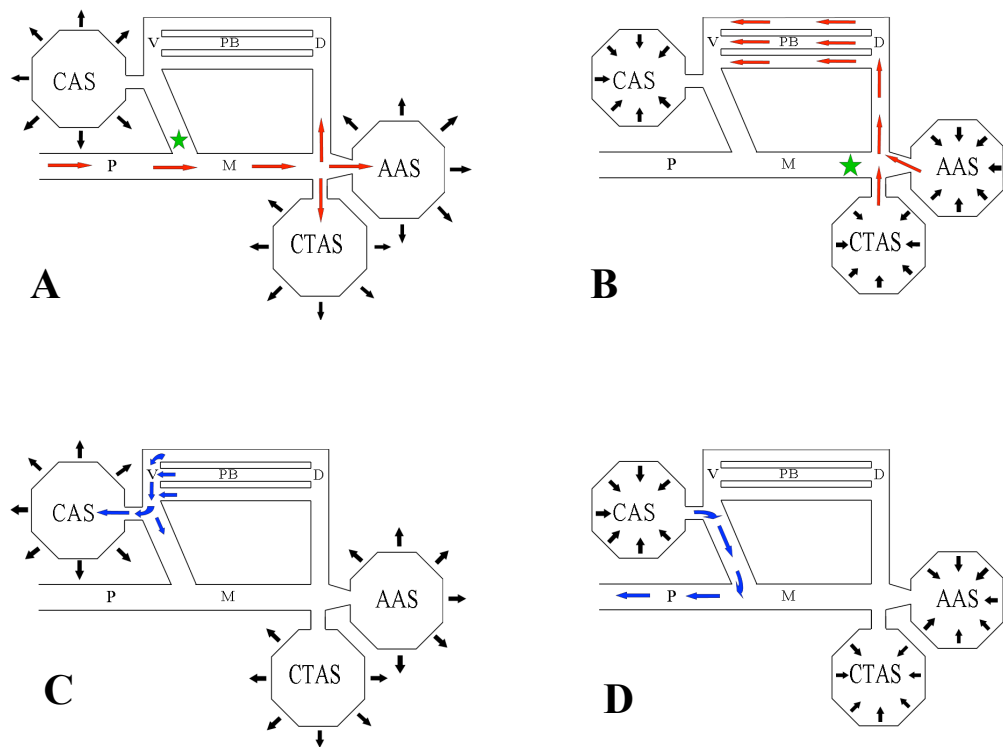 V PB D
CAS
P M AAS
CTAS
A
V PB D
CAS
P M AAS
CTAS
B
V PB D
CAS
P M AAS
CTAS
C
V PB D
CAS
P M AAS
CTAS
D